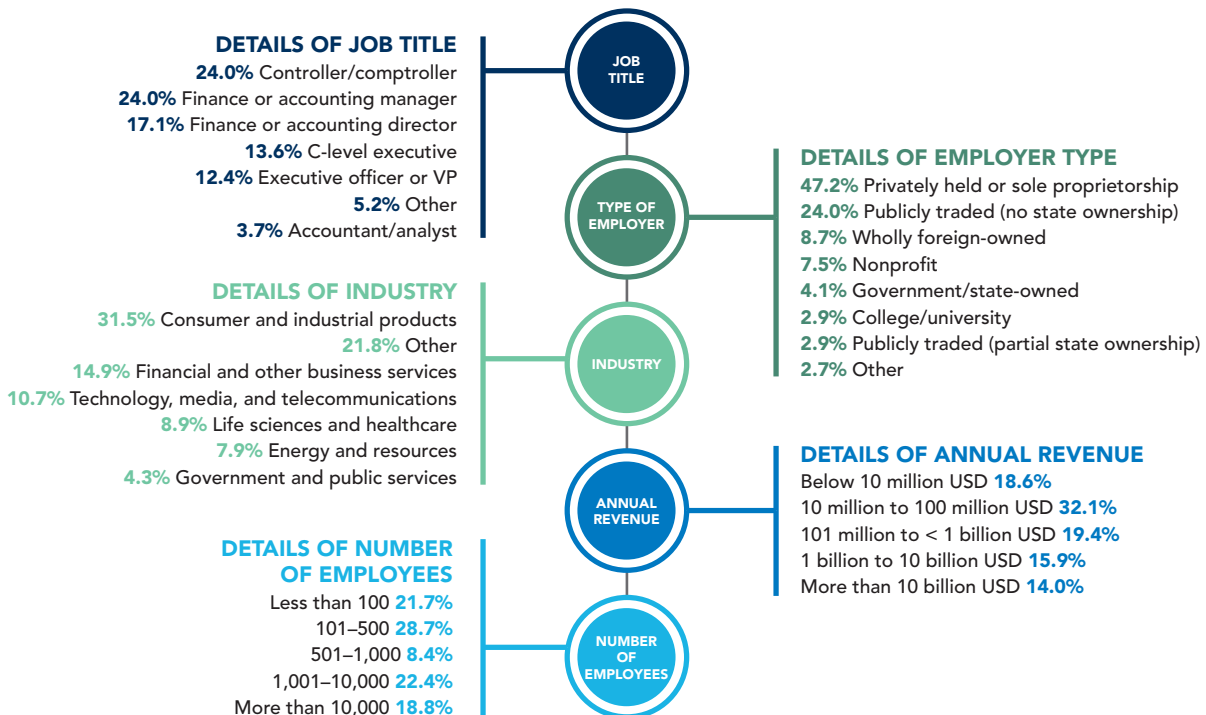 DETAILS OF JOB TITLE
24.0% Controller/comptroller
24.0% Finance or accounting manager
17.1% Finance or accounting director
13.6% C-level executive
12.4% Executive officer or VP
5.2% Other
3.7% Accountant/analyst
JOB
TITLE
TYPE OF
EMPLOYER
DETAILS OF EMPLOYER TYPE
47.2% Privately held or sole proprietorship
24.0% Publicly traded (no state ownership)
8.7% Wholly foreign-owned
7.5% Nonprofit
4.1% Government/state-owned
2.9% College/university
2.9% Publicly traded (partial state ownership)
2.7% Other
DETAILS OF INDUSTRY
31.5% Consumer and industrial products
21.8% Other
14.9% Financial and other business services
10.7% Technology, media, and telecommunications
8.9% Life sciences and healthcare
7.9% Energy and resources
4.3% Government and public services
INDUSTRY
ANNUAL
REVENUE
DETAILS OF ANNUAL REVENUE
Below 10 million USD 18.6%
10 million to 100 million USD 32.1%
101 million to < 1 billion USD 19.4%
1 billion to 10 billion USD 15.9%
More than 10 billion USD 14.0%
DETAILS OF NUMBER
OF EMPLOYEES
Less than 100 21.7%
101–500 28.7%
501–1,000 8.4%
1,001–10,000 22.4%
More than 10,000 18.8%
NUMBER
OF
EMPLOYEES